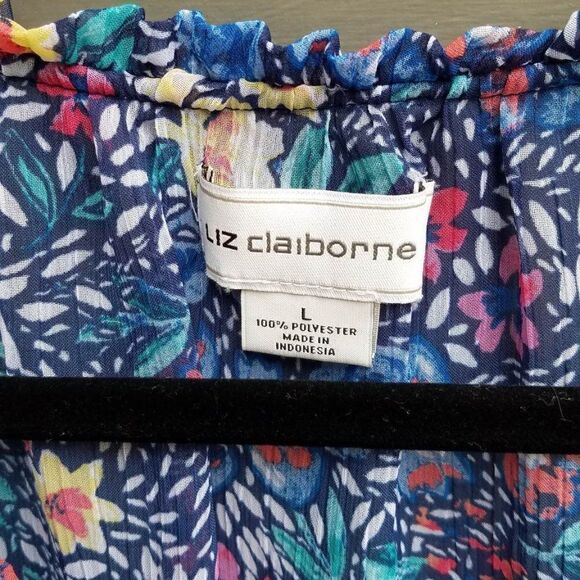 LIZ claiborne
L
100% POLYESTER
MADE IN
INDONESIA